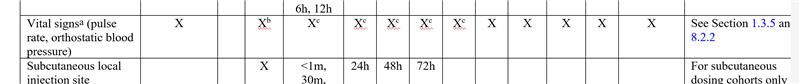 6h, 12h
Vital signsᵃ (pulse rate, orthostatic blood pressure) X Xᵇ Xᶜ Xᶜ Xᶜ Xᶜ Xᶜ X X X X X See Section 1.3.5 an 8.2.2
Subcutaneous local injection site X <1m, 30m, 24h 48h 72h For subcutaneous dosing cohorts only